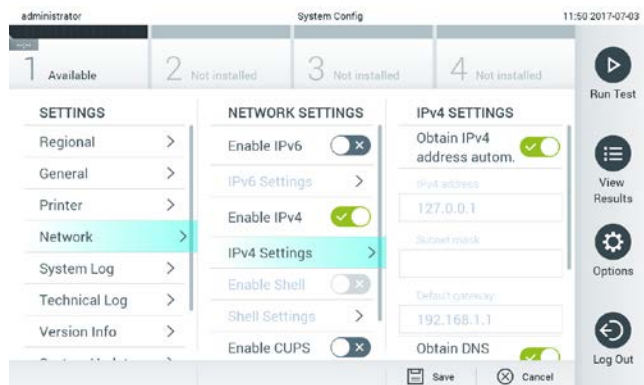 administrator
System Config
11:50 2017-07-03
1 Available
2 Not installed
3 Not installed
4 Not installed
Run Test
View
Results
Options
Log Out
SETTINGS
Regional
General
Printer
Network
System Log
Technical Log
Version Info
NETWORK SETTINGS
Enable IPv6
IPv6 Settings
Enable IPv4
IPv4 Settings
Enable Shell
Shell Settings
Enable CUPS
IPv4 SETTINGS
Obtain IPv4
address autom.
IPv4 address
127.0.0.1
Subnet mask
Default gateway
192.168.1.1
Obtain DNS
Save
Cancel